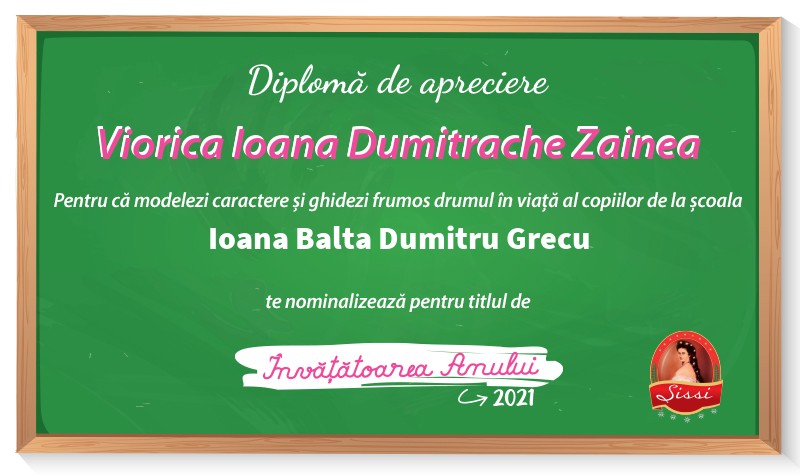 Diplomă de apreciere
Viorica Ioana Dumitrache Zainea
Pentru că modelezi caractere și ghidezi frumos drumul în viață al copiilor de la școala
Ioana Balta Dumitru Grecu
te nominalizează pentru titlul de
Învățătoarea Anului
2021
Sissi